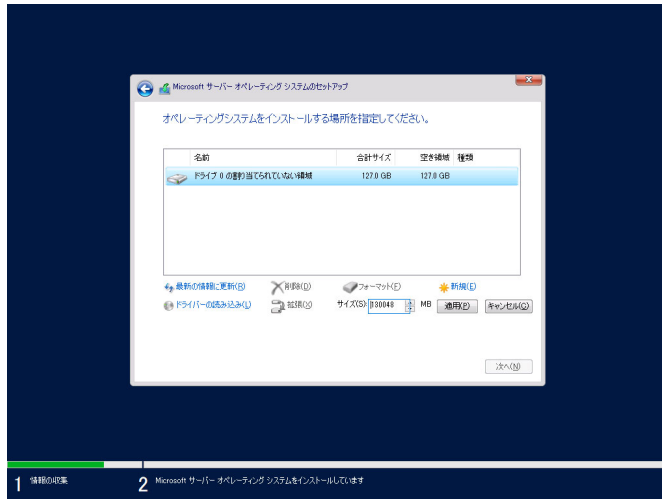 Microsoft サーバー オペレーティング システムのセットアップ
オペレーティングシステムをインストールする場所を指定してください。
名前 合計サイズ 空き領域 種類
ドライブ 0 の割り当てられていない領域 127.0 GB 127.0 GB
最新の情報に更新(R) 削除(D) フォーマット(F) 新規(E)
ドライバーの読み込み(L) 拡張(X) サイズ(S): 130048 MB 適用(P) キャンセル(C)
次へ(N)
1 情報の収集 2 Microsoft サーバー オペレーティング システムをインストールしています